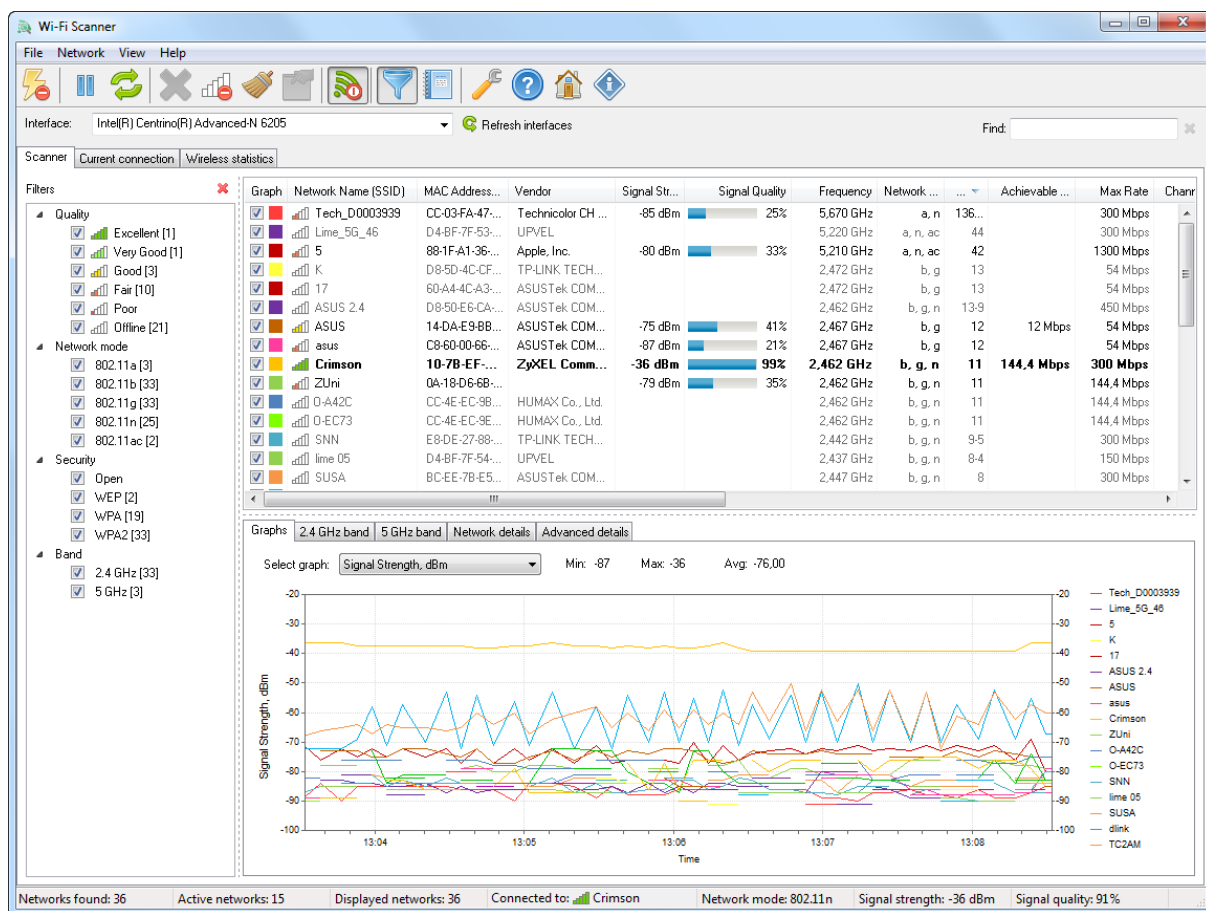 Wi-Fi Scanner
File Network View Help
Interface: Intel(R) Centrino(R) Advanced-N 6205 Refresh interfaces Find:
Scanner Current connection Wireless statistics
Filters
Quality
Excellent [1]
Very Good [1]
Good [3]
Fair [10]
Poor
Offline [21]
Network mode
802.11a [3]
802.11b [33]
802.11g [33]
802.11n [25]
802.11ac [2]
Security
Open
WEP [2]
WPA [19]
WPA2 [33]
Band
2.4 GHz [33]
5 GHz [3]
Graph Network Name (SSID) MAC Address... Vendor Signal Str... Signal Quality Frequency Network ... ... Achievable ... Max Rate Chanr
Tech_D0003939 CC-03-FA-47-... Technicolor CH ... -85 dBm 25% 5,670 GHz a, n 136... 300 Mbps
Lime_5G_46 D4-BF-7F-53-... UPVEL 5,220 GHz a, n, ac 44 300 Mbps
5 88-1F-A1-36-... Apple, Inc. -80 dBm 33% 5,210 GHz a, n, ac 42 1300 Mbps
K D8-5D-4C-CF... TP-LINK TECH... 2,472 GHz b, g 13 54 Mbps
17 60-A4-4C-A3-... ASUSTek COM... 2,472 GHz b, g 13 54 Mbps
ASUS 2.4 D8-50-E6-CA-... ASUSTek COM... 2,462 GHz b, g, n 13-9 450 Mbps
ASUS 14-DA-E9-BB... ASUSTek COM... -75 dBm 41% 2,467 GHz b, g 12 12 Mbps 54 Mbps
asus C8-60-00-66-... ASUSTek COM... -87 dBm 21% 2,467 GHz b, g 12 54 Mbps
Crimson 10-7B-EF-... ZyXEL Comm... -36 dBm 99% 2,462 GHz b, g, n 11 144,4 Mbps 300 Mbps
ZUni 0A-18-D6-6B-... -79 dBm 35% 2,462 GHz b, g, n 11 144,4 Mbps
O-A42C CC-4E-EC-9B... HUMAX Co., Ltd. 2,462 GHz b, g, n 11 144,4 Mbps
O-EC73 CC-4E-EC-9E... HUMAX Co., Ltd. 2,462 GHz b, g, n 11 144,4 Mbps
SNN E8-DE-27-88-... TP-LINK TECH... 2,442 GHz b, g, n 9-5 300 Mbps
lime 05 D4-BF-7F-54-... UPVEL 2,437 GHz b, g, n 8-4 150 Mbps
SUSA BC-EE-7B-E5... ASUSTek COM... 2,447 GHz b, g, n 8 300 Mbps
Graphs 2.4 GHz band 5 GHz band Network details Advanced details
Select graph: Signal Strength, dBm Min: -87 Max: -36 Avg: -76,00
Signal Strength, dBm
-20 -20
-30 -30
-40 -40
-50 -50
-60 -60
-70 -70
-80 -80
-90 -90
-100 -100
13:04 13:05 13:06 13:07 13:08
Time
Tech_D0003939
Lime_5G_46
5
K
17
ASUS 2.4
ASUS
asus
Crimson
ZUni
O-A42C
O-EC73
SNN
lime 05
SUSA
dlink
TC2AM
Networks found: 36 Active networks: 15 Displayed networks: 36 Connected to: Crimson Network mode: 802.11n Signal strength: -36 dBm Signal quality: 91%